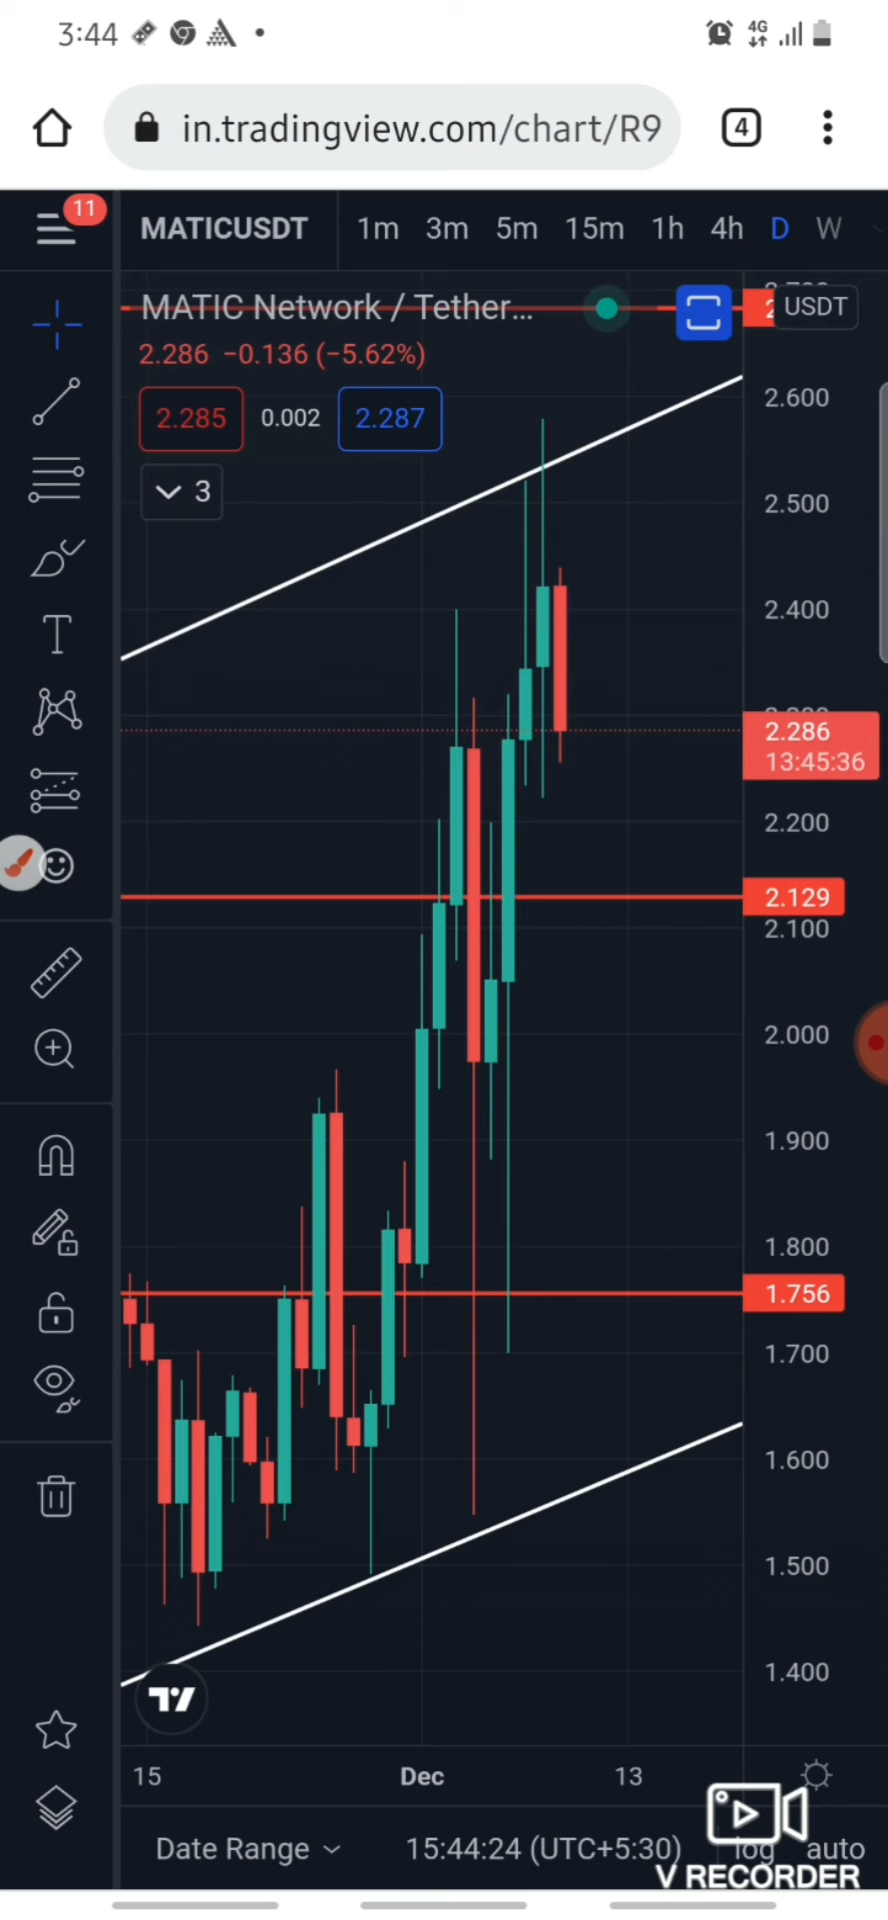 3:44
4G
in.tradingview.com/chart/R9
4
11
MATICUSDT 1m 3m 5m 15m 1h 4h D W
MATIC Network / Tether...
USDT
2.286 −0.136 (−5.62%)
2.285 0.002 2.287
3
2.600
2.500
2.400
2.286
13:45:36
2.200
2.129
2.100
2.000
1.900
1.800
1.756
1.700
1.600
1.500
1.400
15 Dec 13
Date Range 15:44:24 (UTC+5:30) log auto
V RECORDER